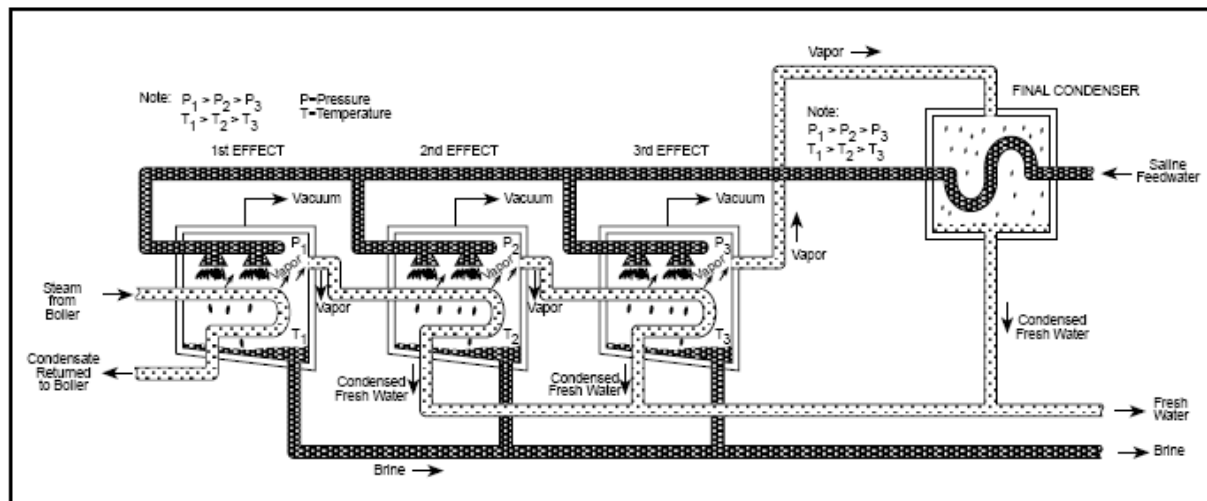 Vapor
FINAL CONDENSER
Note: P1 > P2 > P3
T1 > T2 > T3
P=Pressure
T=Temperature
Note:
P1 > P2 > P3
T1 > T2 > T3
1st EFFECT
2nd EFFECT
3rd EFFECT
Saline
Feedwater
Vacuum
Vacuum
Vacuum
P1
P2
P3
Vapor
Vapor
Vapor
Vapor
Steam
from
Boiler
Vapor
Vapor
T1
T2
T3
Condensed
Fresh Water
Condensate
Returned
to Boiler
Condensed
Fresh Water
Condensed
Fresh Water
Fresh
Water
Brine
Brine